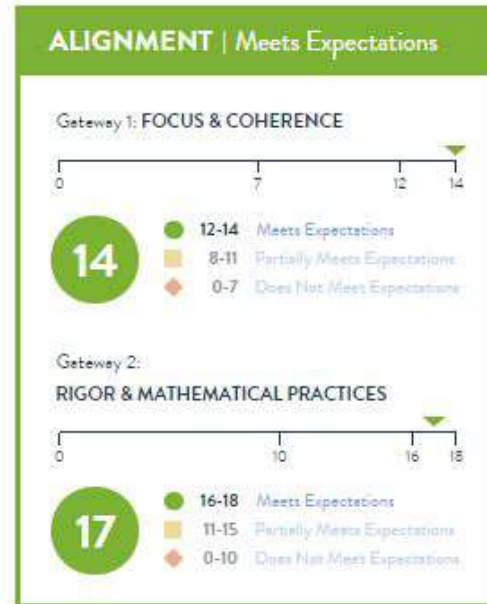 ALIGNMENT | Meets Expectations
Gateway 1: FOCUS & COHERENCE
0 7 12 14
14
12-14 Meets Expectations
8-11 Partially Meets Expectations
0-7 Does Not Meet Expectations
Gateway 2:
RIGOR & MATHEMATICAL PRACTICES
0 10 16 18
17
16-18 Meets Expectations
11-15 Partially Meets Expectations
0-10 Does Not Meet Expectations